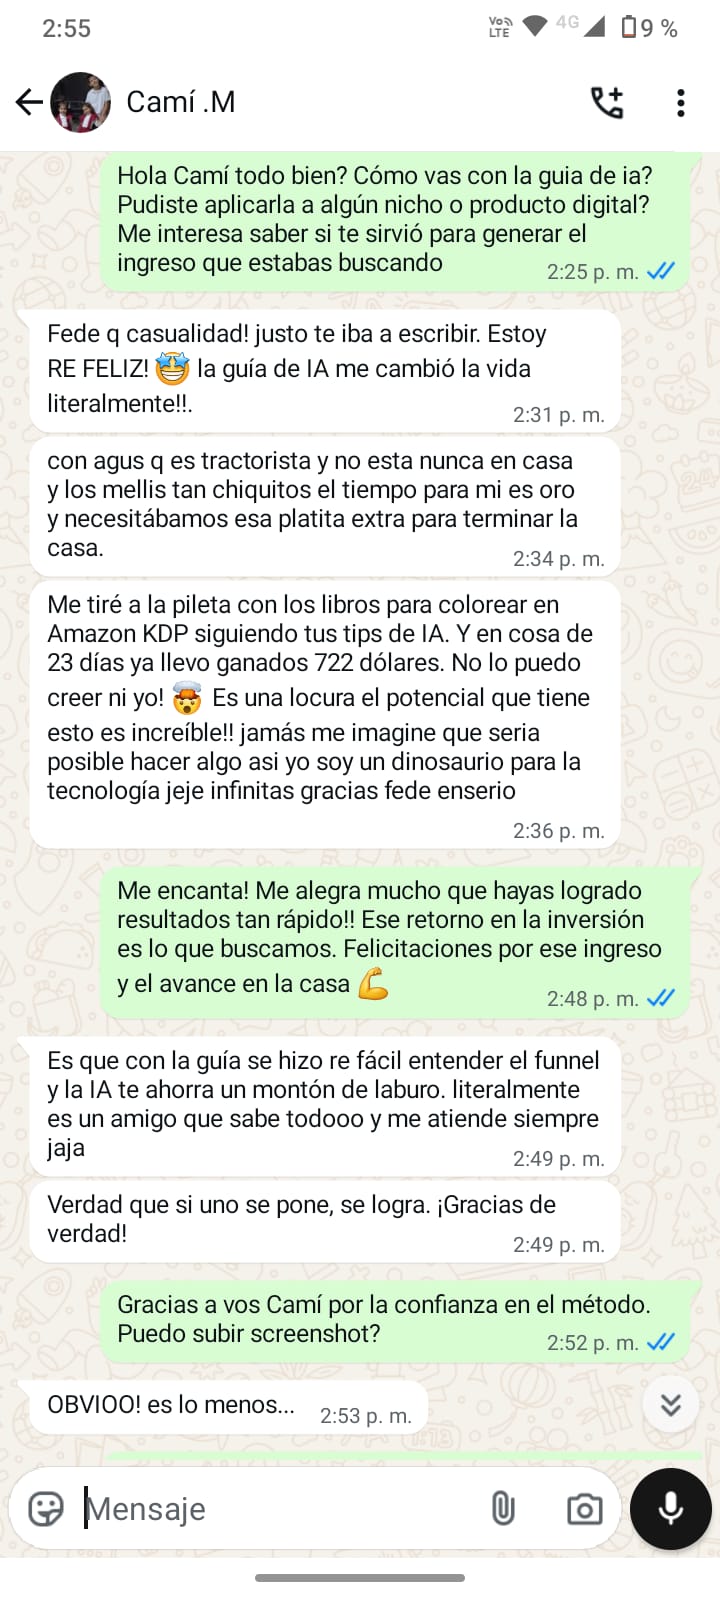 2:55
Vo LTE 4G 9 %
Camí .M
Hola Camí todo bien? Cómo vas con la guia de ia?
Pudiste aplicarla a algún nicho o producto digital?
Me interesa saber si te sirvió para generar el
ingreso que estabas buscando
2:25 p. m.
Fede q casualidad! justo te iba a escribir. Estoy
RE FELIZ! 🤩 la guía de IA me cambió la vida
literalmente!!.
2:31 p. m.
con agus q es tractorista y no esta nunca en casa
y los mellis tan chiquitos el tiempo para mi es oro
y necesitábamos esa platita extra para terminar la
casa.
2:34 p. m.
Me tiré a la pileta con los libros para colorear en
Amazon KDP siguiendo tus tips de IA. Y en cosa de
23 días ya llevo ganados 722 dólares. No lo puedo
creer ni yo! 🤯 Es una locura el potencial que tiene
esto es increíble!! jamás me imagine que seria
posible hacer algo asi yo soy un dinosaurio para la
tecnología jeje infinitas gracias fede enserio
2:36 p. m.
Me encanta! Me alegra mucho que hayas logrado
resultados tan rápido!! Ese retorno en la inversión
es lo que buscamos. Felicitaciones por ese ingreso
y el avance en la casa 💪
2:48 p. m.
Es que con la guía se hizo re fácil entender el funnel
y la IA te ahorra un montón de laburo. literalmente
es un amigo que sabe todooo y me atiende siempre
jaja
2:49 p. m.
Verdad que si uno se pone, se logra. ¡Gracias de
verdad!
2:49 p. m.
Gracias a vos Camí por la confianza en el método.
Puedo subir screenshot?
2:52 p. m.
OBVIOO! es lo menos...
2:53 p. m.
Mensaje